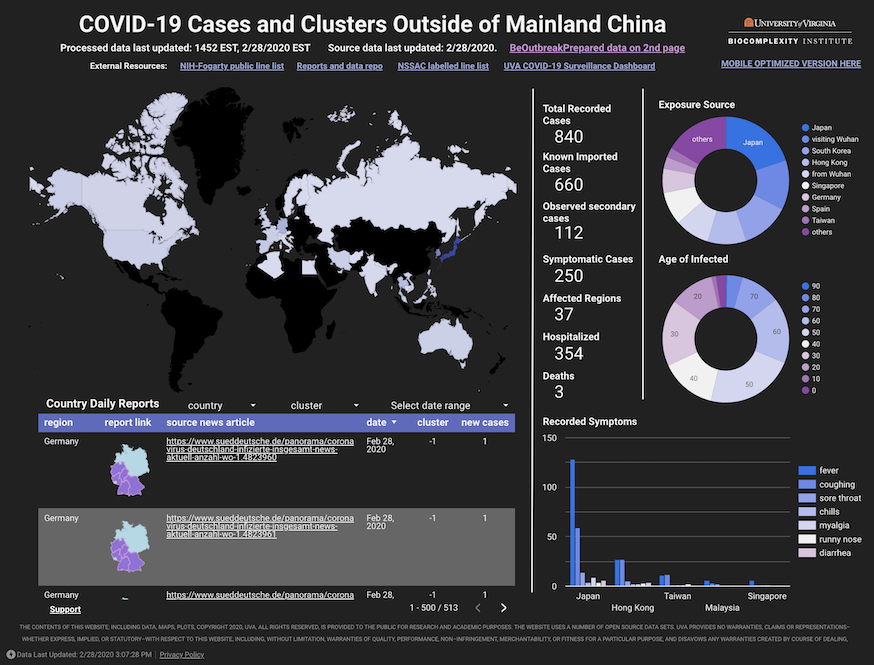 COVID-19 Cases and Clusters Outside of Mainland China
UNIVERSITY of VIRGINIA
BIOCOMPLEXITY INSTITUTE
Processed data last updated: 1452 EST, 2/28/2020 EST
Source data last updated: 2/28/2020.
BeOutbreakPrepared data on 2nd page
External Resources:
NIH-Fogarty public line list
Reports and data repo
NSSAC labelled line list
UVA COVID-19 Surveillance Dashboard
MOBILE OPTIMIZED VERSION HERE
Total Recorded
Cases
840
Known Imported
Cases
660
Observed secondary
cases
112
Symptomatic Cases
250
Affected Regions
37
Hospitalized
354
Deaths
3
Exposure Source
others
Japan
Japan
visiting Wuhan
South Korea
Hong Kong
from Wuhan
Singapore
Germany
Spain
Taiwan
others
Age of Infected
20
70
30
60
40
50
90
80
70
60
50
40
30
20
10
0
Country Daily Reports
country
cluster
Select date range
region report link source news article date cluster new cases
Germany
https://www.sueddeutsche.de/panorama/corona
virus-deutschland-infizierte-insgesamt-news-
aktuell-anzahl-wo-1.4823960
Feb 28,
2020
-1
1
Germany
https://www.sueddeutsche.de/panorama/corona
virus-deutschland-infizierte-insgesamt-news-
aktuell-anzahl-wo-1.4823961
Feb 28,
2020
-1
1
Germany
https://www.sueddeutsche.de/panorama/corona
Feb 28,
-1
1
Support
1 - 500 / 513
Recorded Symptoms
150
100
50
0
Japan
Hong Kong
Taiwan
Malaysia
Singapore
fever
coughing
sore throat
chills
myalgia
runny nose
diarrhea
THE CONTENTS OF THIS WEBSITE, INCLUDING DATA, MAPS, PLOTS, COPYRIGHT 2020, UVA, ALL RIGHTS RESERVED, IS PROVIDED TO THE PUBLIC FOR RESEARCH AND ACADEMIC PURPOSES. THE WEBSITE USES A NUMBER OF OPEN SOURCE DATA SETS. UVA PROVIDES NO WARRANTIES, CLAIMS OR REPRESENTATIONS–
WHETHER EXPRESS, IMPLIED, OR STATUTORY–WITH RESPECT TO THIS WEBSITE, INCLUDING, WITHOUT LIMITATION, WARRANTIES OF QUALITY, PERFORMANCE, NON-INFRINGEMENT, MERCHANTABILITY, OR FITNESS FOR A PARTICULAR PURPOSE, AND DISAVOWS ANY WARRANTIES CREATED BY COURSE OF DEALING,
Data Last Updated: 2/28/2020 3:07:28 PM
Privacy Policy